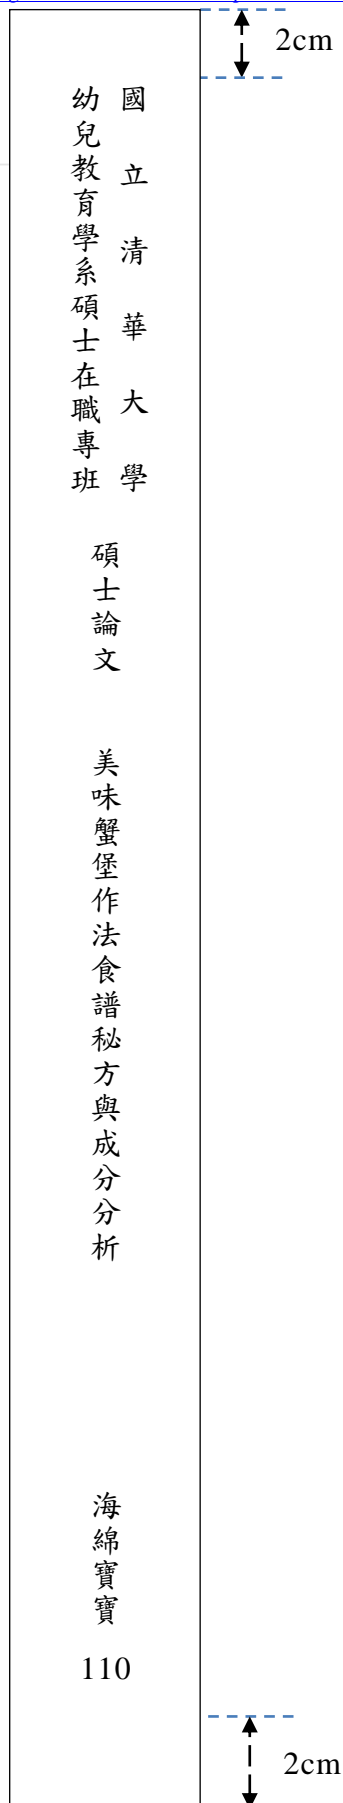 2cm
國立清華大學
幼兒教育學系碩士在職專班
碩士論文
美味蟹堡作法食譜秘方與成分分析
海綿寶寶
110
2cm